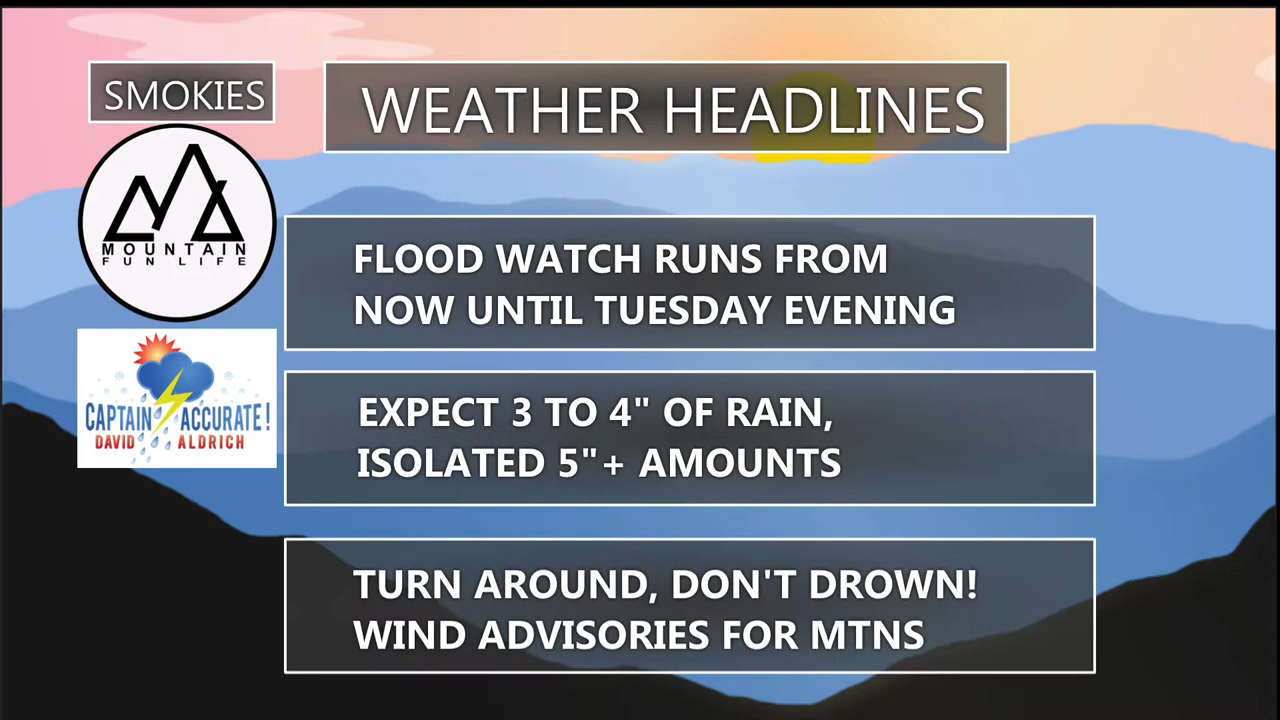 SMOKIES
WEATHER HEADLINES
MOUNTAIN
FUN LIFE
FLOOD WATCH RUNS FROM
NOW UNTIL TUESDAY EVENING
CAPTAIN ACCURATE!
DAVID ALDRICH
EXPECT 3 TO 4" OF RAIN,
ISOLATED 5"+ AMOUNTS
TURN AROUND, DON'T DROWN!
WIND ADVISORIES FOR MTNS